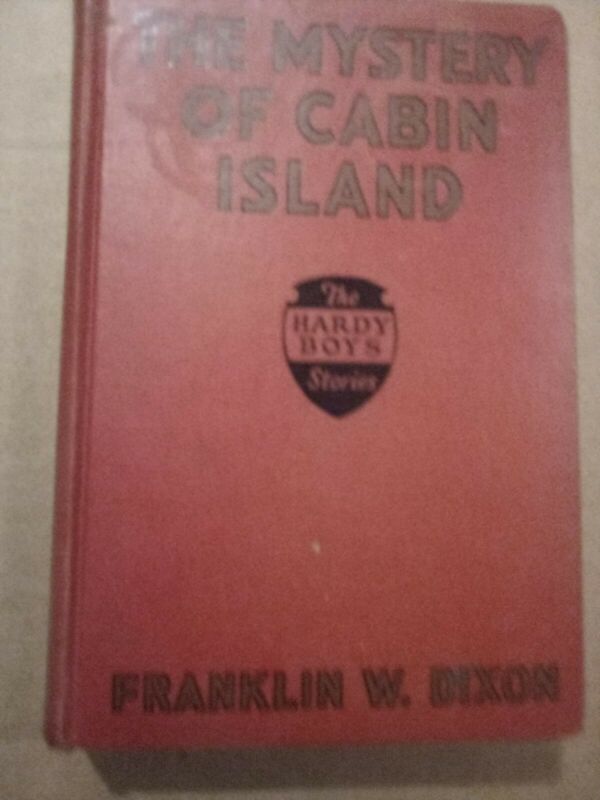 THE MYSTERY
OF CABIN
ISLAND
The
HARDY
BOYS
Stories
FRANKLIN W. DIXON